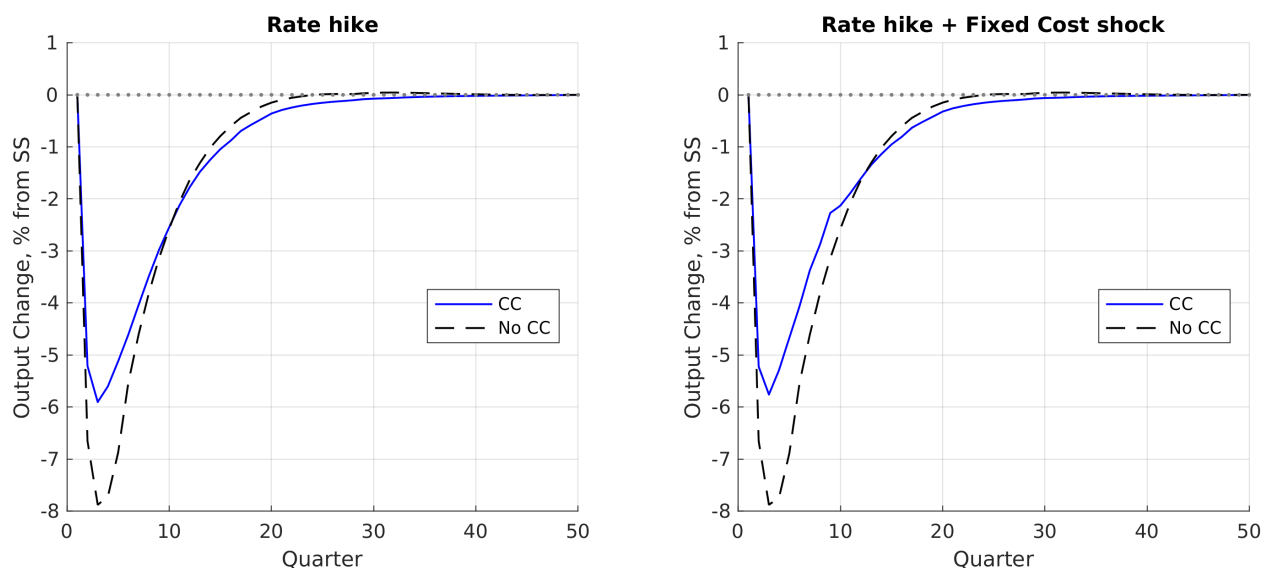 Rate hike
Output Change, % from SS
1
0
-1
-2
-3
-4
-5
-6
-7
-8
CC
No CC
0 10 20 30 40 50
Quarter
Rate hike + Fixed Cost shock
Output Change, % from SS
1
0
-1
-2
-3
-4
-5
-6
-7
-8
CC
No CC
0 10 20 30 40 50
Quarter